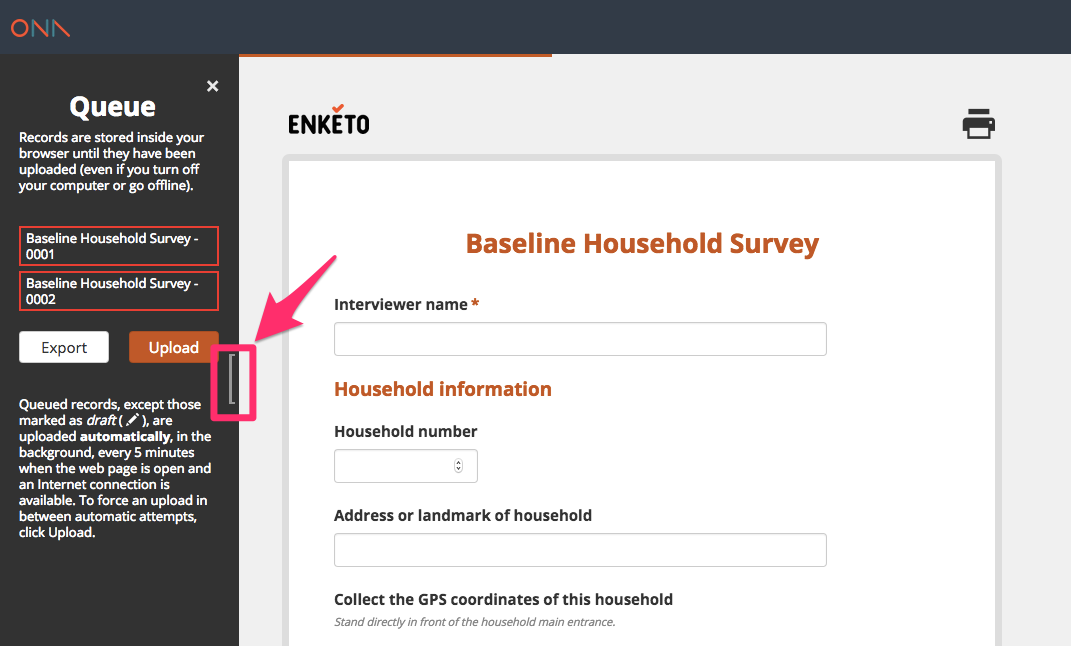 ONA
×
Queue
Records are stored inside your
browser until they have been
uploaded (even if you turn off
your computer or go offline).
Baseline Household Survey -
0001
Baseline Household Survey -
0002
Export
Upload
Queued records, except those
marked as draft ( ), are
uploaded automatically, in the
background, every 5 minutes
when the web page is open and
an Internet connection is
available. To force an upload in
between automatic attempts,
click Upload.
ENKETO
Baseline Household Survey
Interviewer name *
Household information
Household number
Address or landmark of household
Collect the GPS coordinates of this household
Stand directly in front of the household main entrance.